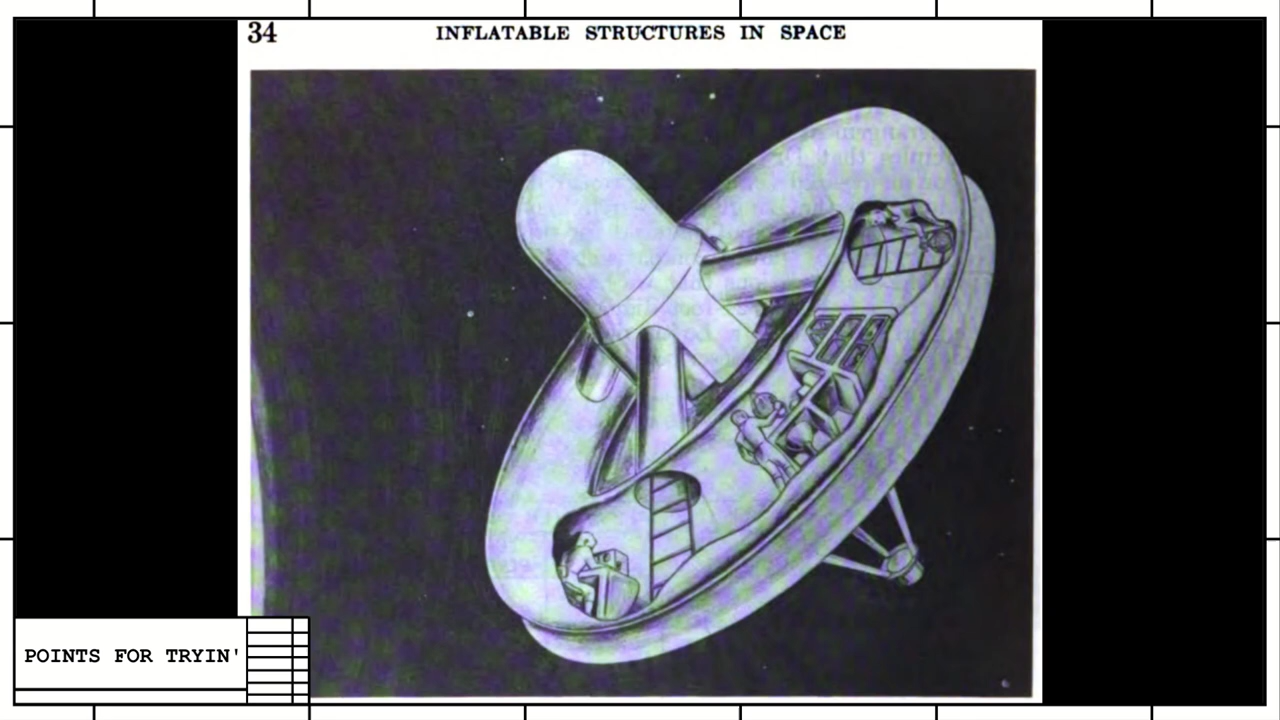 34 INFLATABLE STRUCTURES IN SPACE
POINTS FOR TRYIN'